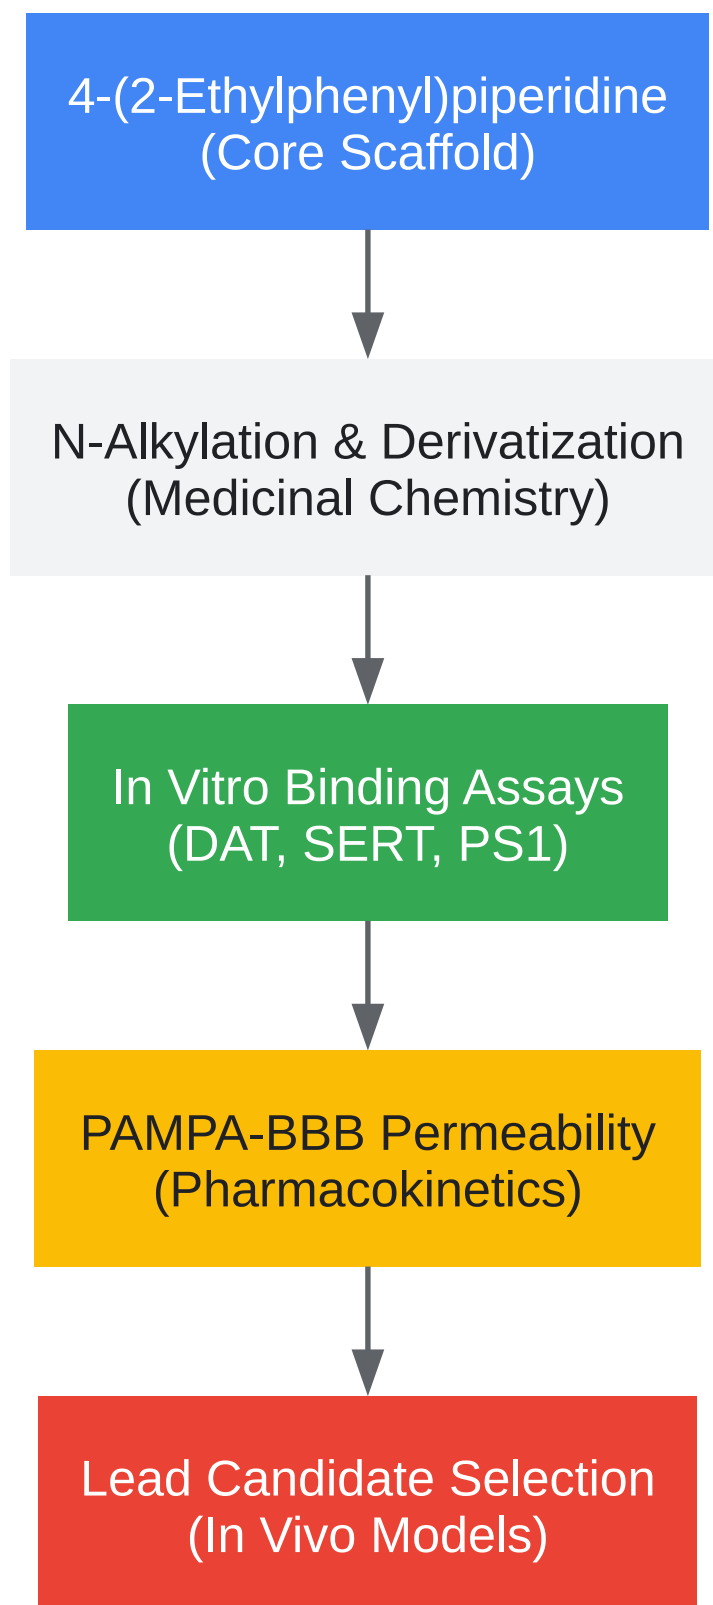 4-(2-Ethylphenyl)piperidine
(Core Scaffold)
N-Alkylation & Derivatization
(Medicinal Chemistry)
In Vitro Binding Assays
(DAT, SERT, PS1)
PAMPA-BBB Permeability
(Pharmacokinetics)
Lead Candidate Selection
(In Vivo Models)